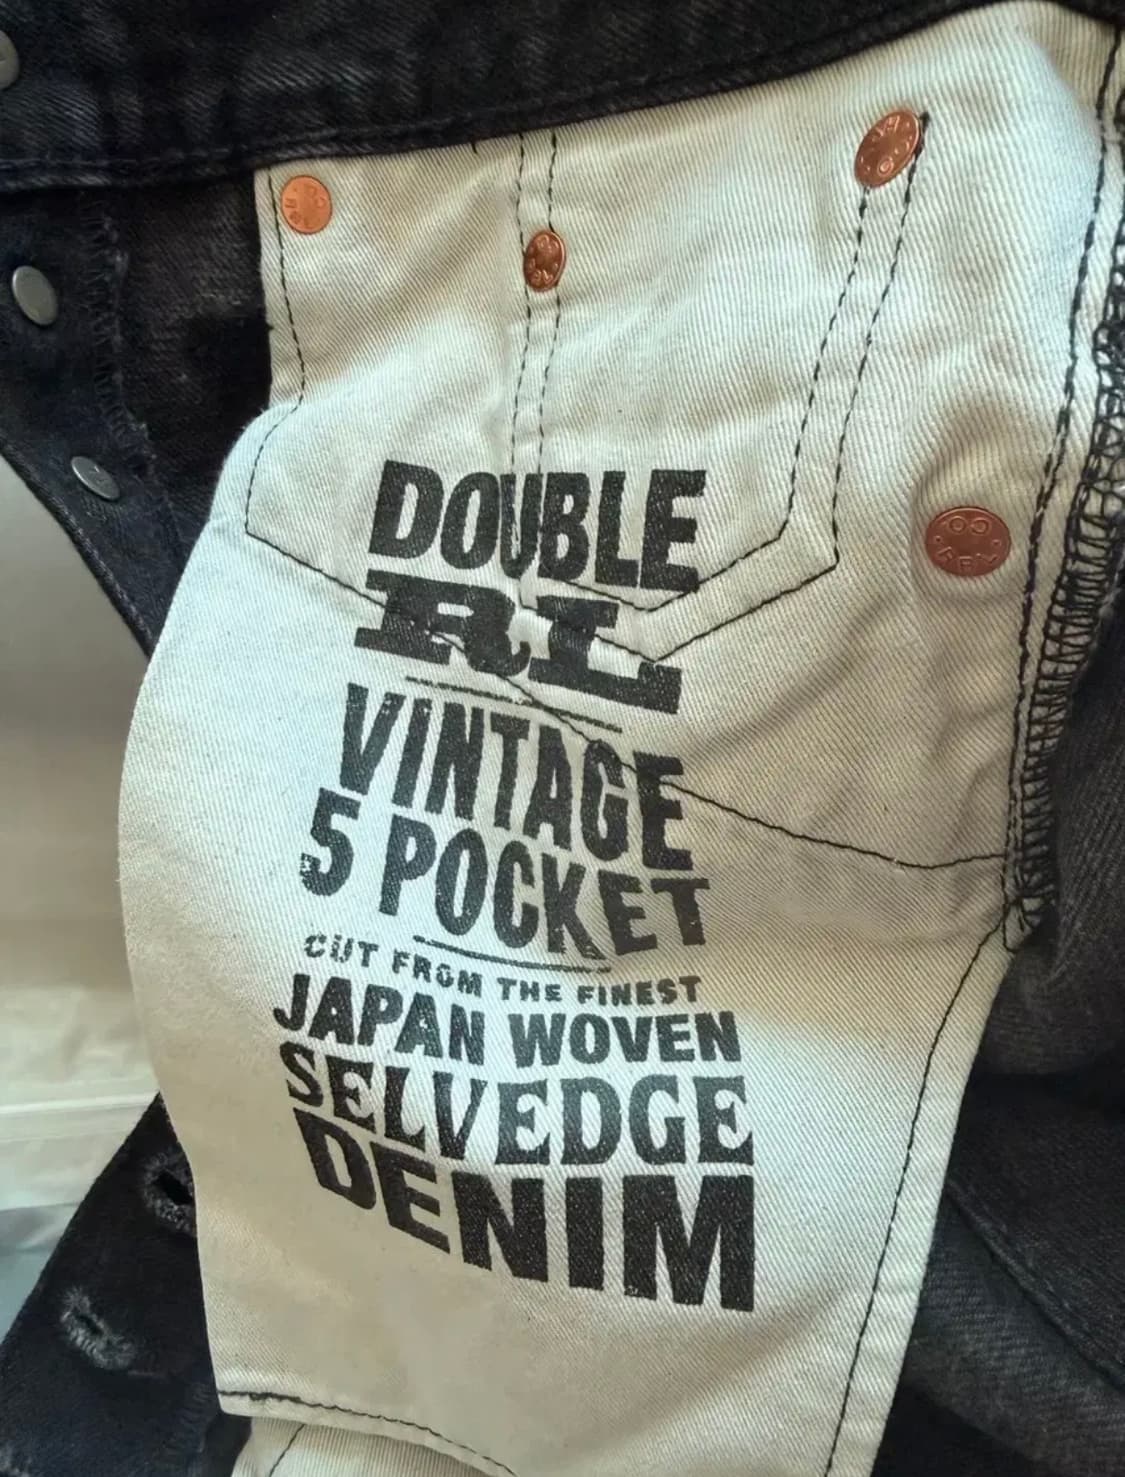 DOUBLE
RL
VINTAGE
5 POCKET
CUT FROM THE FINEST
JAPAN WOVEN
SELVEDGE
DENIM